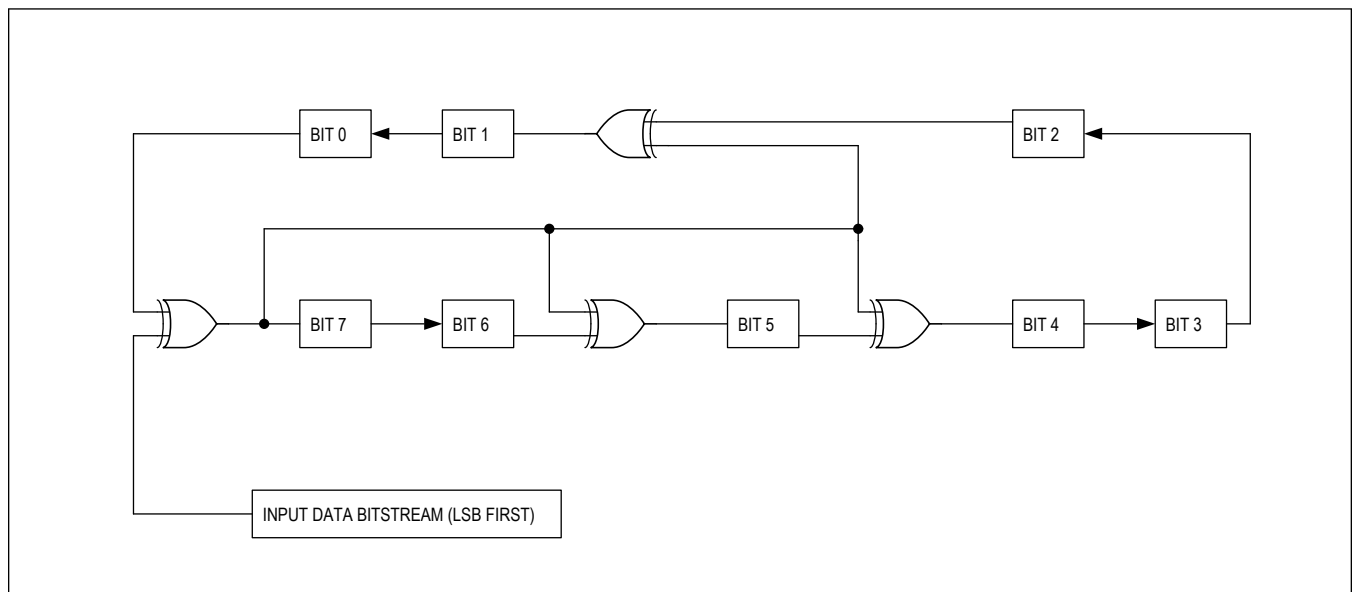 BIT 0
BIT 1
BIT 2
BIT 7
BIT 6
BIT 5
BIT 4
BIT 3
INPUT DATA BITSTREAM (LSB FIRST)